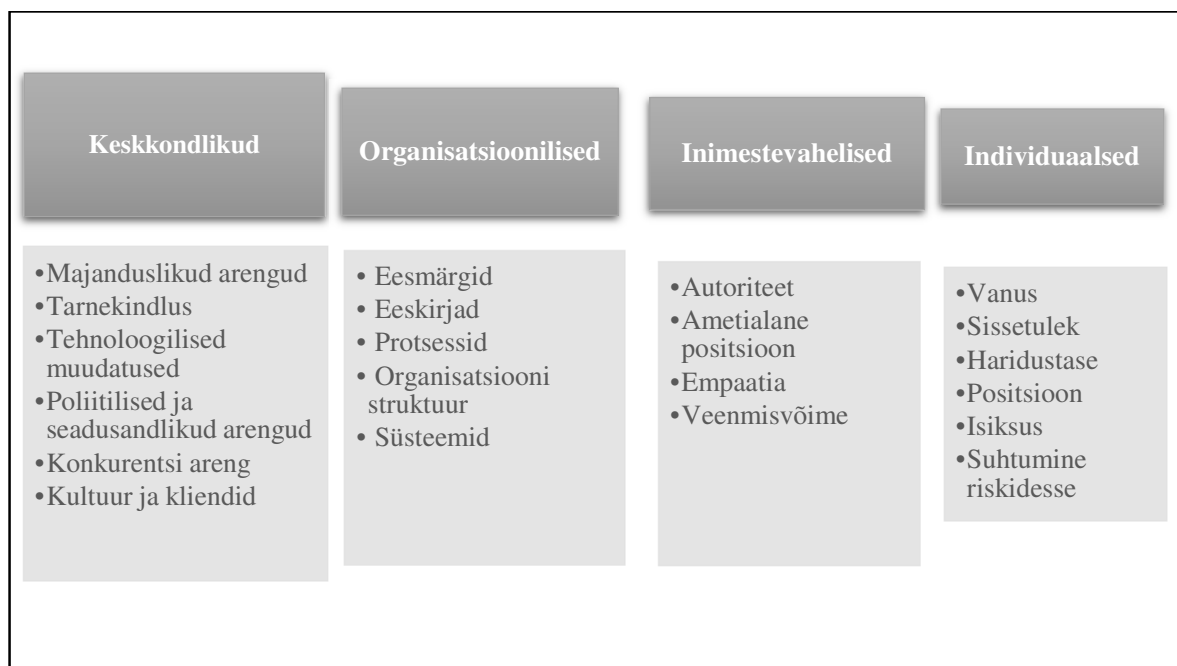 Keskkondlikud
•Majanduslikud arengud
•Tarnekindlus
•Tehnoloogilised
muudatused
•Poliitilised ja
seadusandlikud arengud
•Konkurentsi areng
•Kultuur ja kliendid
Organisatsioonilised
• Eesmärgid
• Eeskirjad
• Protsessid
• Organisatsiooni
struktuur
• Süsteemid
Inimestevahelised
•Autoriteet
•Ametialane
positsioon
•Empaatia
•Veenmisvõime
Individuaalsed
•Vanus
•Sissetulek
•Haridustase
•Positsioon
•Isiksus
•Suhtumine
riskidesse